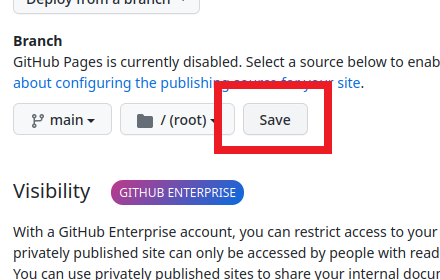 Deploy from a branch
Branch
GitHub Pages is currently disabled. Select a source below to enab
about configuring the publishing source for your site.
main
/ (root)
Save
Visibility
GITHUB ENTERPRISE
With a GitHub Enterprise account, you can restrict access to your
privately published site can only be accessed by people with read
You can use privately published sites to share your internal docur